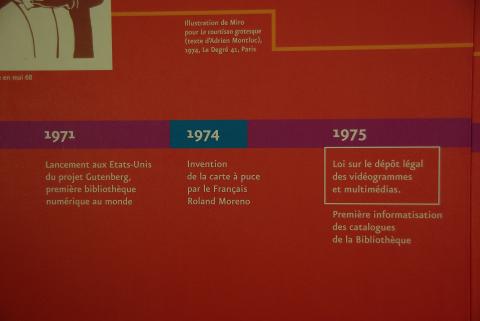 Illustration de Miro
pour Le courtisan grotesque
(texte d'Adrien Montluc),
1974, Le Degré 41, Paris
en mai 68
1971
Lancement aux Etats-Unis
du projet Gutenberg,
première bibliothèque
numérique au monde
1974
Invention
de la carte à puce
par le Français
Roland Moreno
1975
Loi sur le dépôt légal
des vidéogrammes
et multimédias.
Première informatisation
des catalogues
de la Bibliothèque